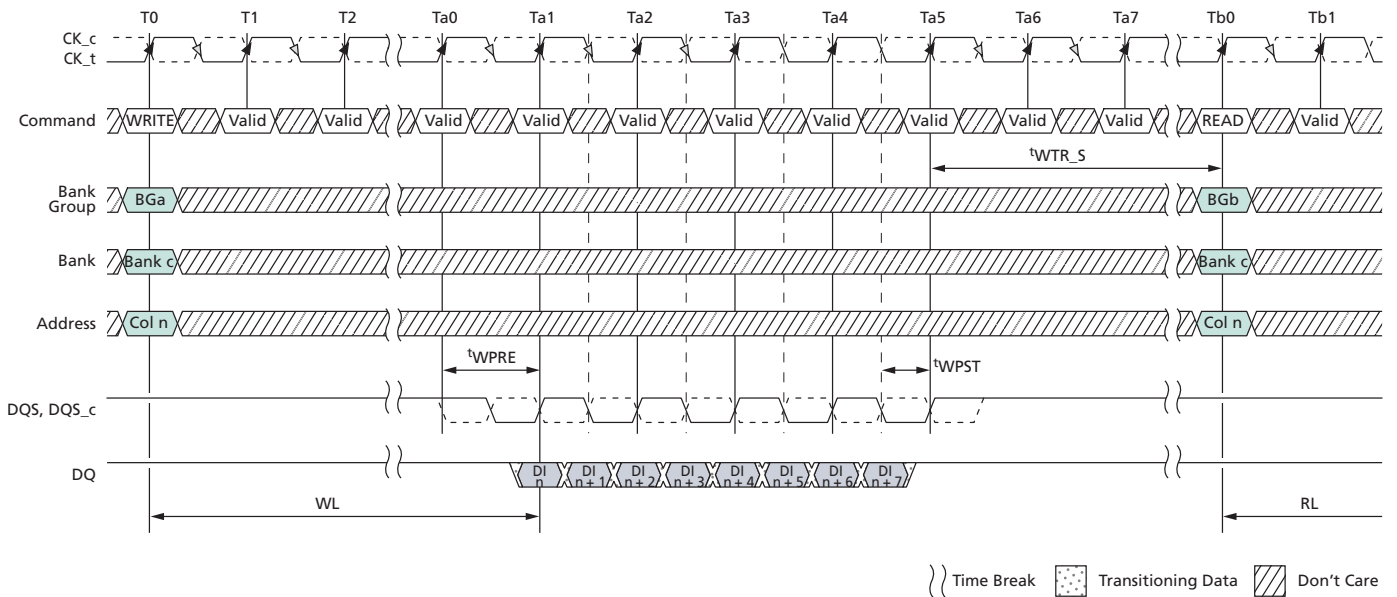 T0 T1 T2 Ta0 Ta1 Ta2 Ta3 Ta4 Ta5 Ta6 Ta7 Tb0 Tb1
CK_c
CK_t
Command WRITE Valid Valid Valid Valid Valid Valid Valid Valid Valid Valid READ Valid
tWTR_S
Bank
Group BGa BGb
Bank Bank c Bank c
Address Col n Col n
tWPRE tWPST
DQS, DQS_c
DQ DI DI DI DI DI DI DI DI
n n + 1 n + 2 n + 3 n + 4 n + 5 n + 6 n + 7
WL RL
Time Break Transitioning Data Don't Care